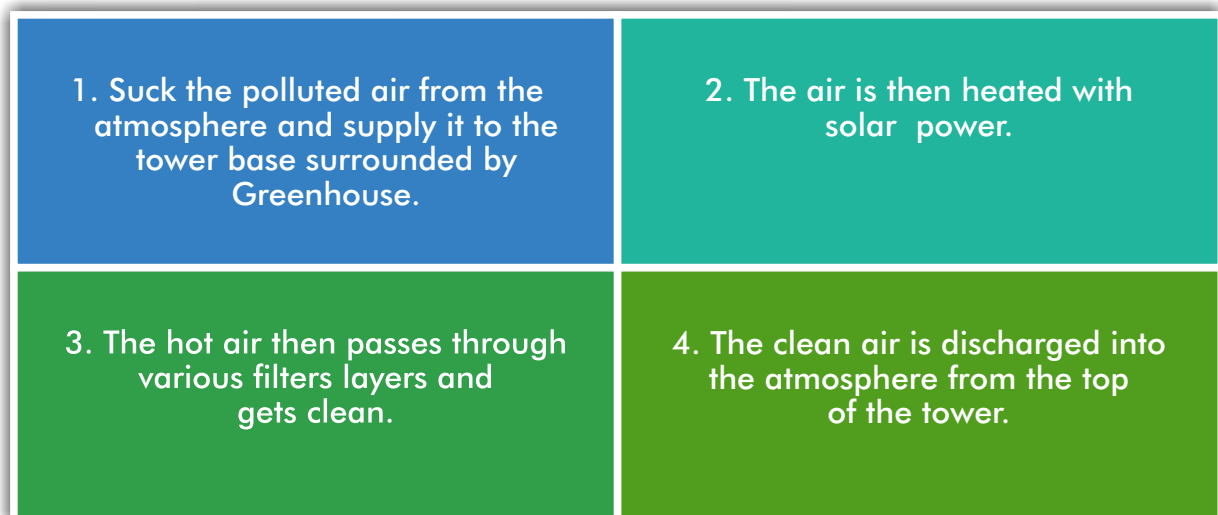 1. Suck the polluted air from the
atmosphere and supply it to the
tower base surrounded by
Greenhouse.
2. The air is then heated with
solar power.
3. The hot air then passes through
various filters layers and
gets clean.
4. The clean air is discharged into
the atmosphere from the top
of the tower.